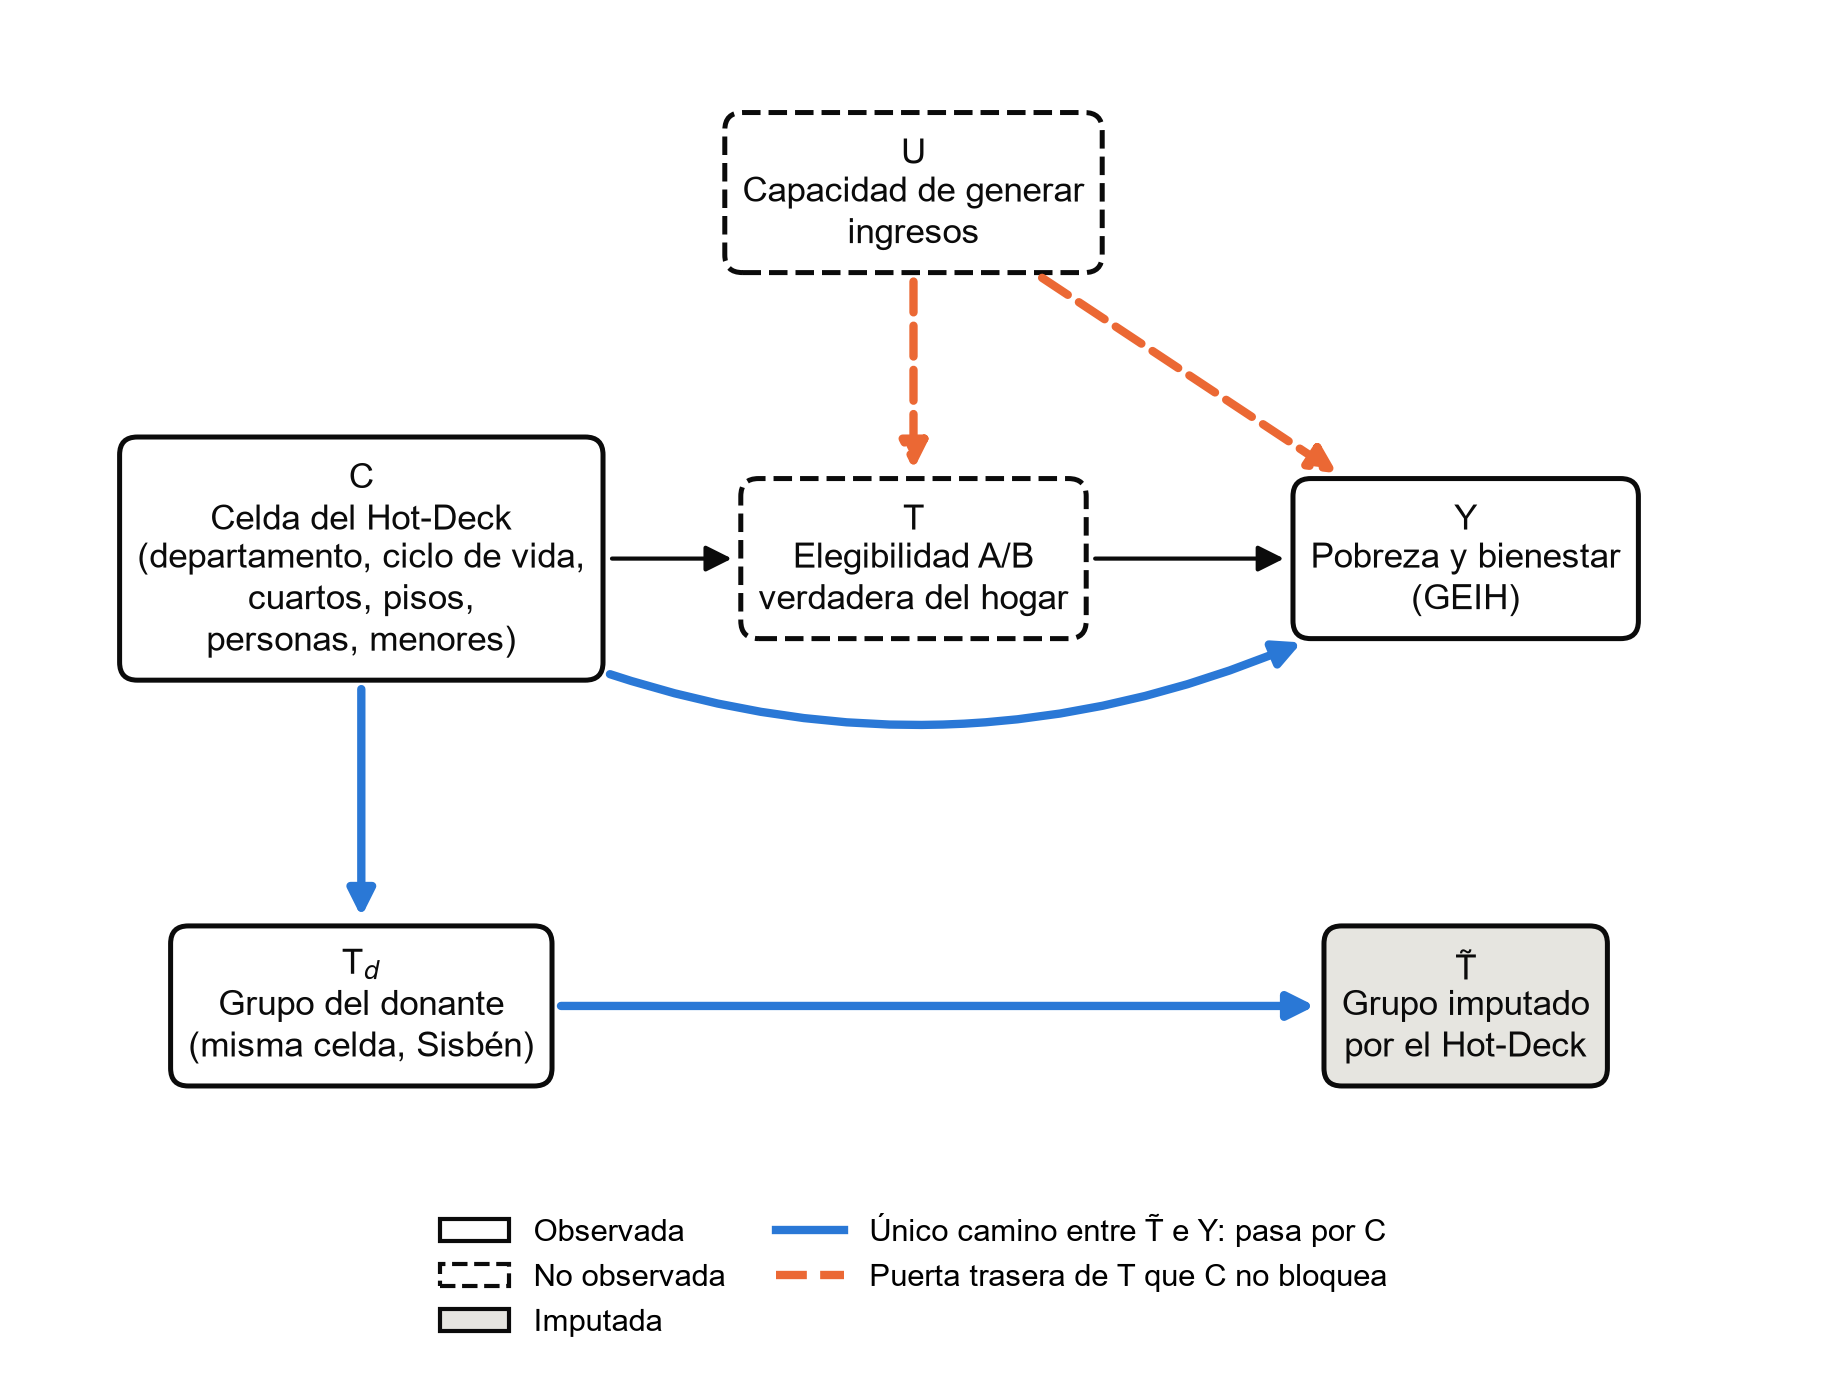 U
Capacidad de generar
ingresos
C
Celda del Hot-Deck
(departamento, ciclo de vida,
cuartos, pisos,
personas, menores)
T
Elegibilidad A/B
verdadera del hogar
Y
Pobreza y bienestar
(GEIH)
T_d
Grupo del donante
(misma celda, Sisbén)
T̃
Grupo imputado
por el Hot-Deck
Observada
No observada
Imputada
Único camino entre T̃ e Y: pasa por C
Puerta trasera de T que C no bloquea